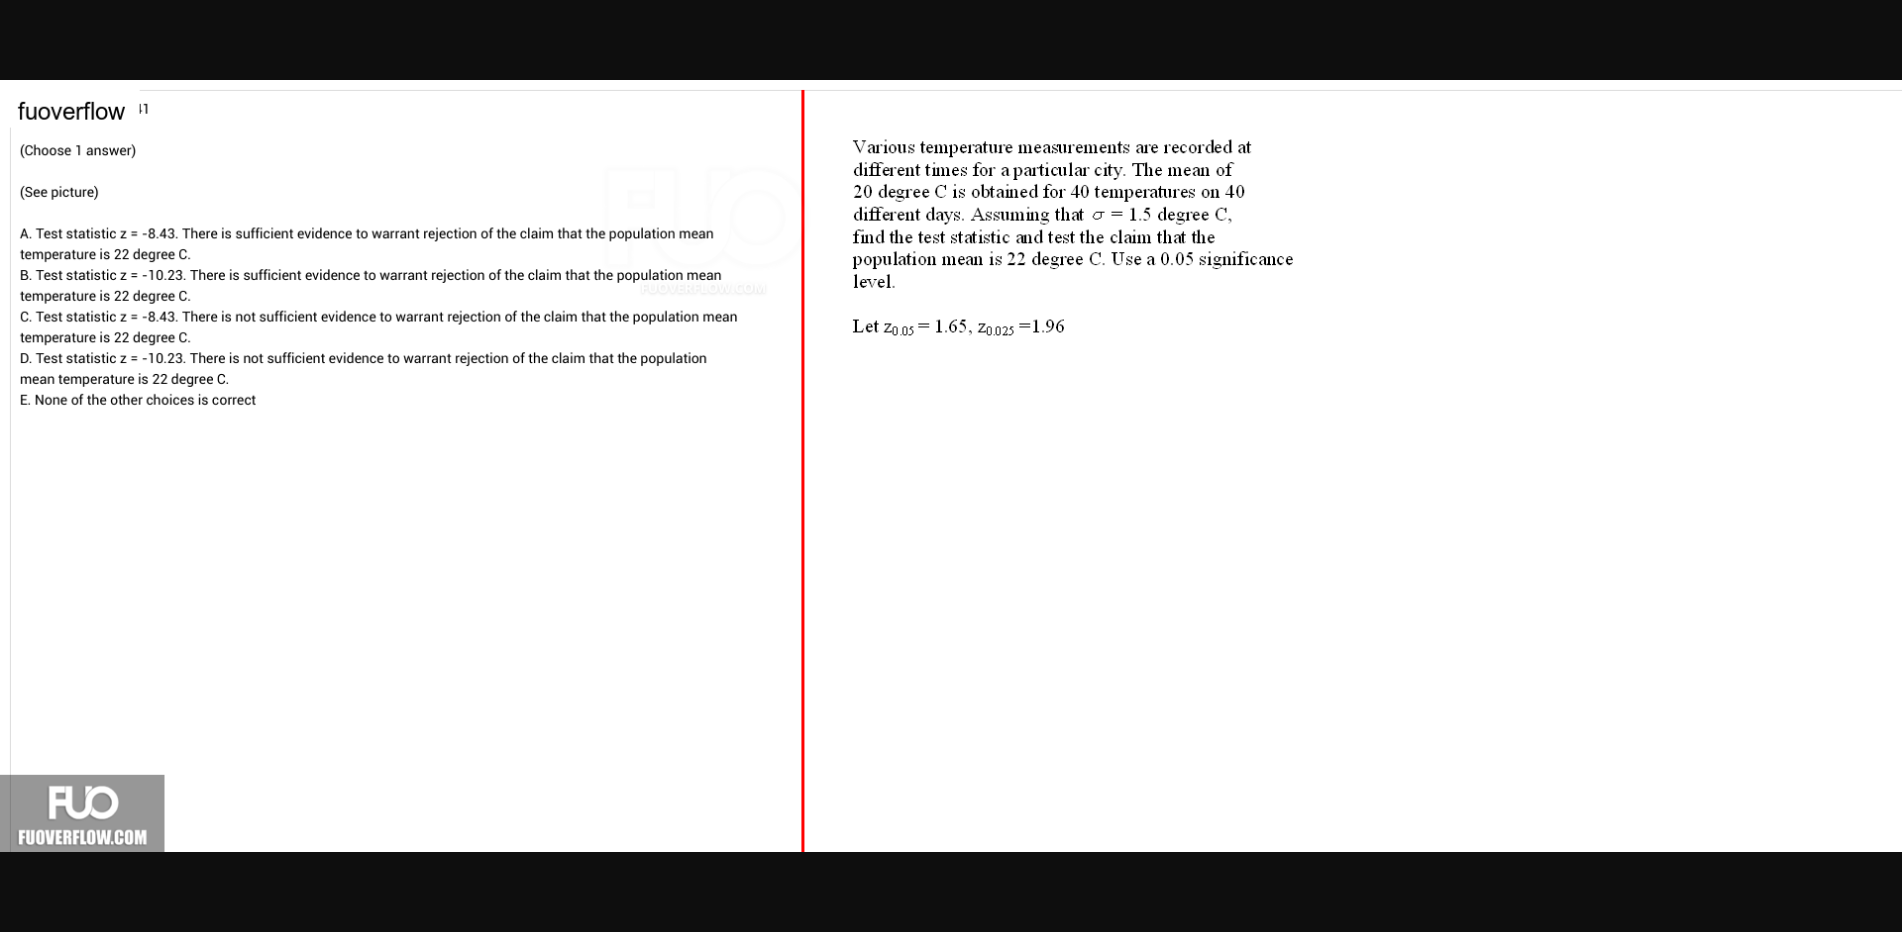 fuoverflow
(Choose 1 answer)
(See picture)
A. Test statistic z = -8.43. There is sufficient evidence to warrant rejection of the claim that the population mean
temperature is 22 degree C.
B. Test statistic z = -10.23. There is sufficient evidence to warrant rejection of the claim that the population mean
temperature is 22 degree C.
C. Test statistic z = -8.43. There is not sufficient evidence to warrant rejection of the claim that the population mean
temperature is 22 degree C.
D. Test statistic z = -10.23. There is not sufficient evidence to warrant rejection of the claim that the population
mean temperature is 22 degree C.
E. None of the other choices is correct
FUO
FUOVERFLOW.COM
FUO
FUOVERFLOW.COM
Various temperature measurements are recorded at
different times for a particular city. The mean of
20 degree C is obtained for 40 temperatures on 40
different days. Assuming that σ = 1.5 degree C,
find the test statistic and test the claim that the
population mean is 22 degree C. Use a 0.05 significance
level.
Let z0.05 = 1.65, z0.025 =1.96